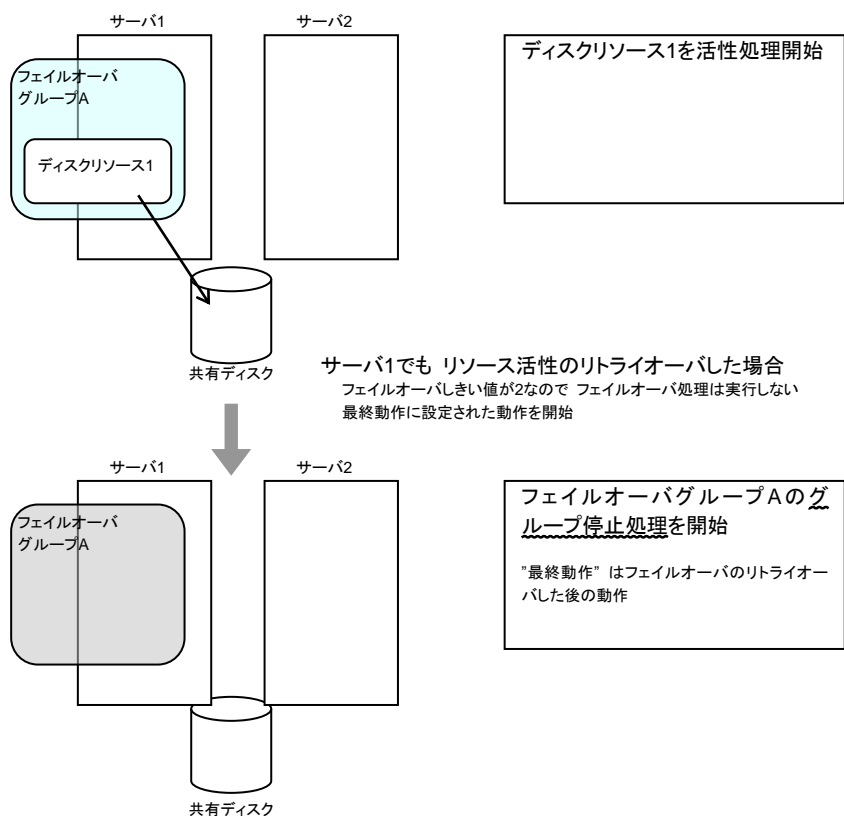 サーバ1
サーバ2
フェイルオーバ
グループA
ディスクリソース1
共有ディスク
ディスクリソース1を活性処理開始
サーバ1でも リソース活性のリトライオーバした場合
フェイルオーバしきい値が2なので フェイルオーバ処理は実行しない
最終動作に設定された動作を開始
サーバ1
サーバ2
フェイルオーバ
グループA
共有ディスク
フェイルオーバグループAのグ
ループ停止処理を開始
"最終動作" はフェイルオーバのリトライオー
バした後の動作